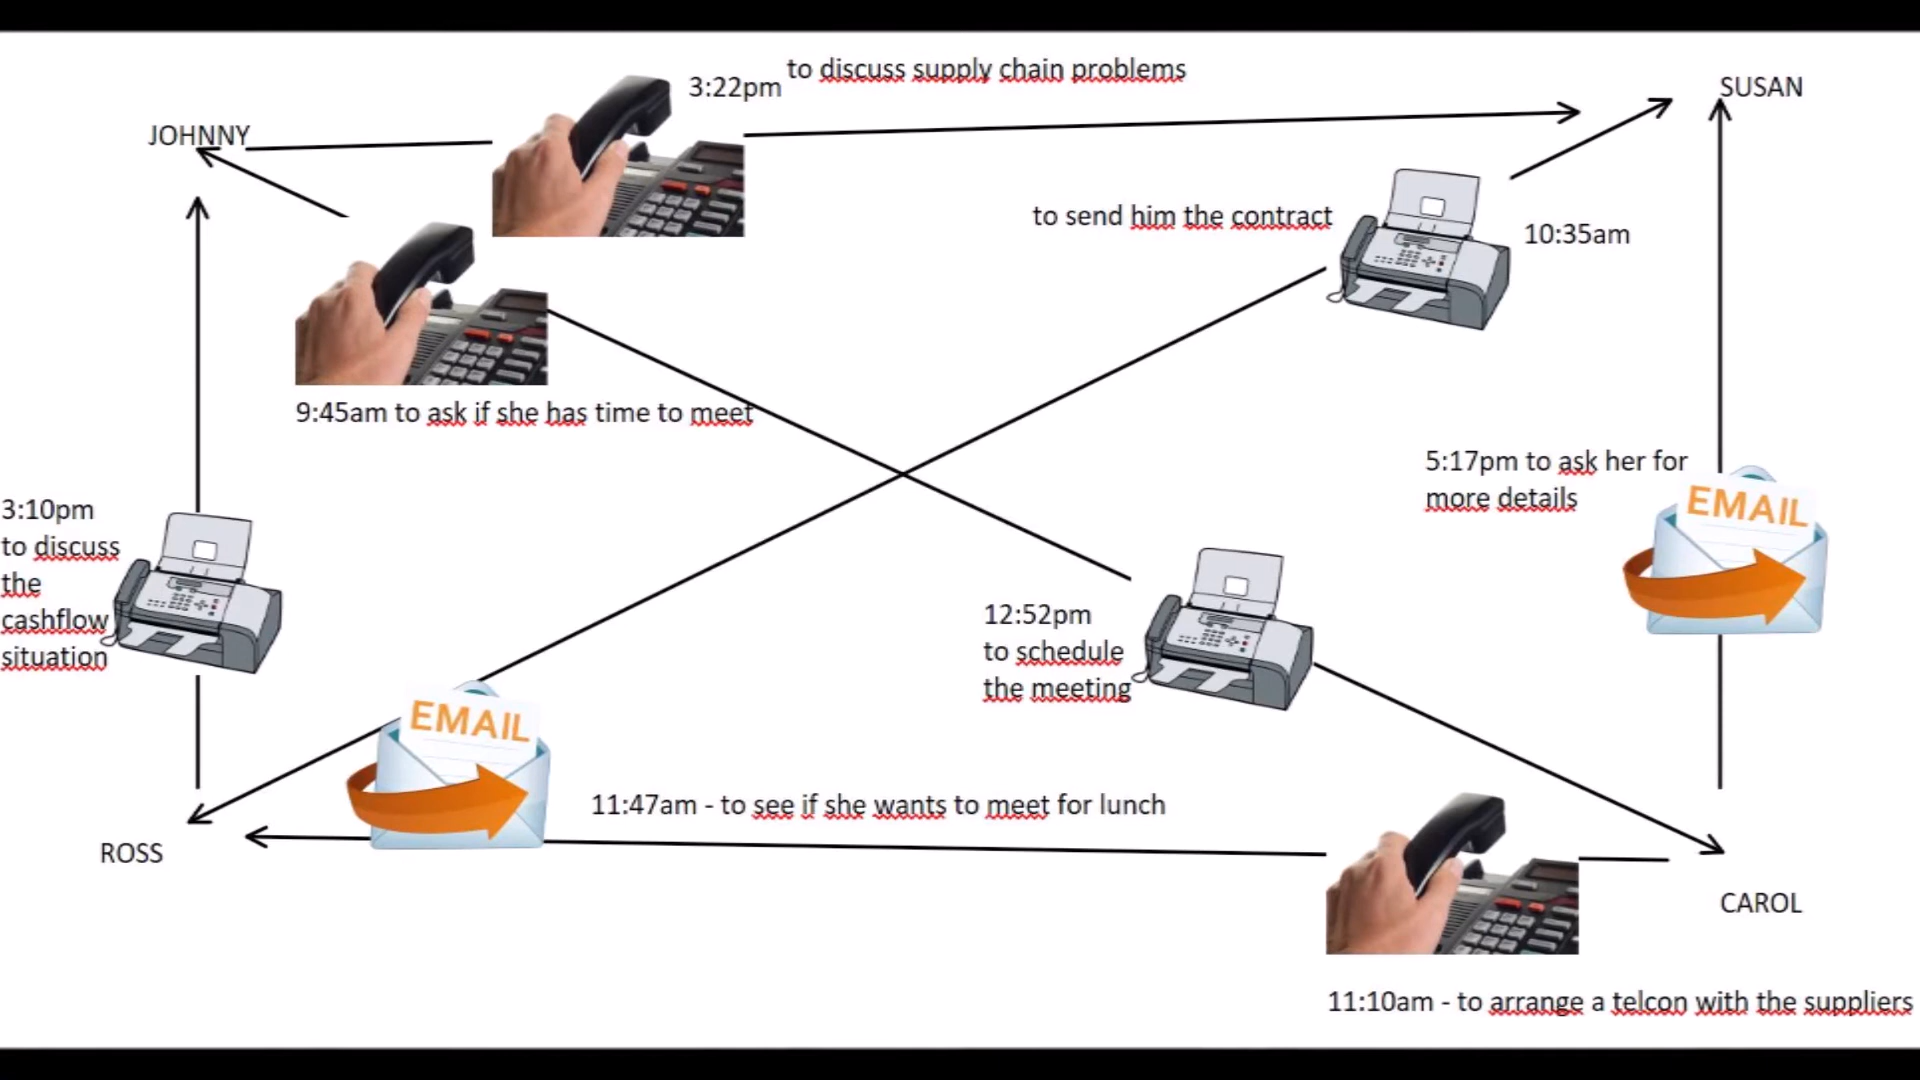 to discuss supply chain problems
3:22pm
SUSAN
JOHNNY
to send him the contract
10:35am
9:45am to ask if she has time to meet
5:17pm to ask her for
more details
EMAIL
3:10pm
to discuss
the
cashflow
situation
12:52pm
to schedule
the meeting
EMAIL
11:47am - to see if she wants to meet for lunch
ROSS
CAROL
11:10am - to arrange a telcon with the suppliers